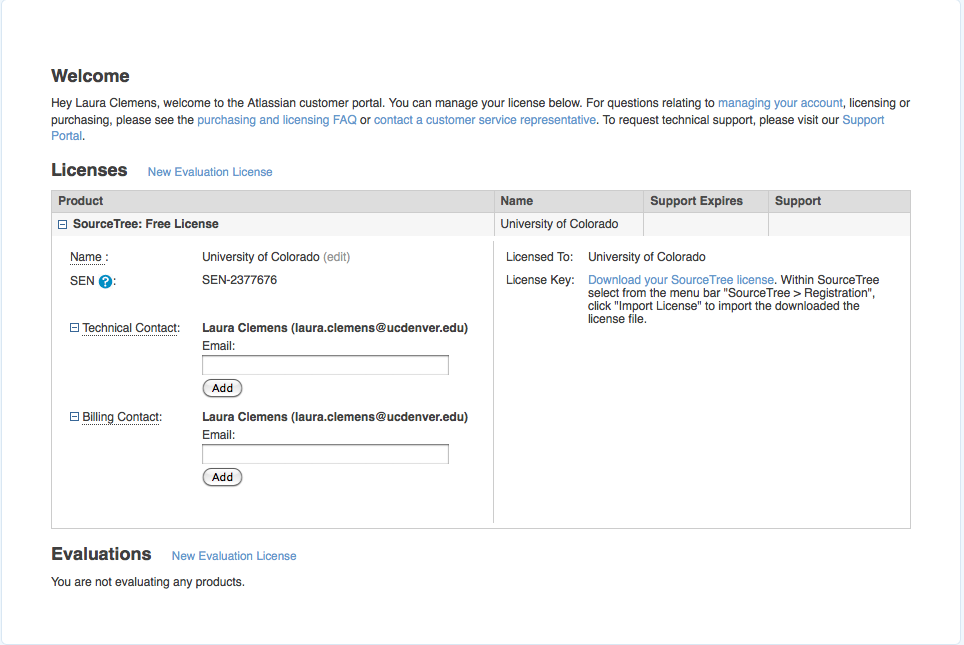 Welcome
Hey Laura Clemens, welcome to the Atlassian customer portal. You can manage your license below. For questions relating to managing your account, licensing or
purchasing, please see the purchasing and licensing FAQ or contact a customer service representative. To request technical support, please visit our Support
Portal.
Licenses New Evaluation License
Product Name Support Expires Support
SourceTree: Free License University of Colorado
Name : University of Colorado (edit)
SEN ?: SEN-2377676
Technical Contact: Laura Clemens (laura.clemens@ucdenver.edu)
Email:
Add
Billing Contact: Laura Clemens (laura.clemens@ucdenver.edu)
Email:
Add
Licensed To: University of Colorado
License Key: Download your SourceTree license. Within SourceTree
select from the menu bar "SourceTree > Registration",
click "Import License" to import the downloaded the
license file.
Evaluations New Evaluation License
You are not evaluating any products.